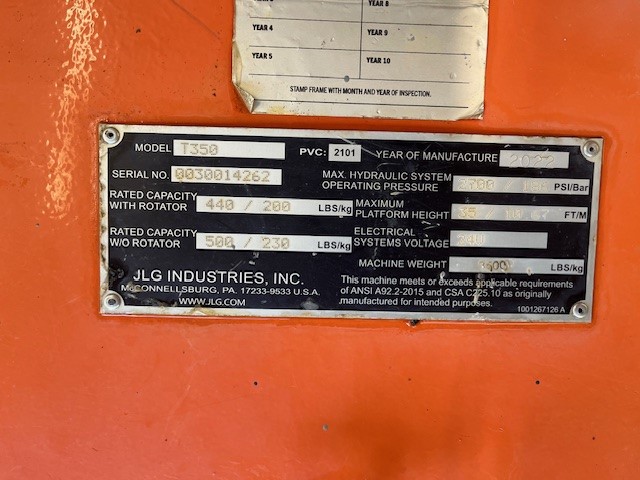 YEAR 8
YEAR 4 YEAR 9
YEAR 5 YEAR 10
STAMP FRAME WITH MONTH AND YEAR OF INSPECTION.
MODEL T350 PVC: 2101 YEAR OF MANUFACTURE
SERIAL NO. 0030014262 MAX. HYDRAULIC SYSTEM
OPERATING PRESSURE PSI/Bar
RATED CAPACITY
WITH ROTATOR 440 / 200 LBS/kg
MAXIMUM
PLATFORM HEIGHT FT/M
RATED CAPACITY
W/O ROTATOR 500 / 230 LBS/kg
ELECTRICAL
SYSTEMS VOLTAGE
MACHINE WEIGHT LBS/kg
JLG INDUSTRIES, INC.
McCONNELLSBURG, PA. 17233-9533 U.S.A.
WWW.JLG.COM
This machine meets or exceeds applicable requirements
of ANSI A92.2-2015 and CSA C225.10 as originally
manufactured for intended purposes.
1001267126 A